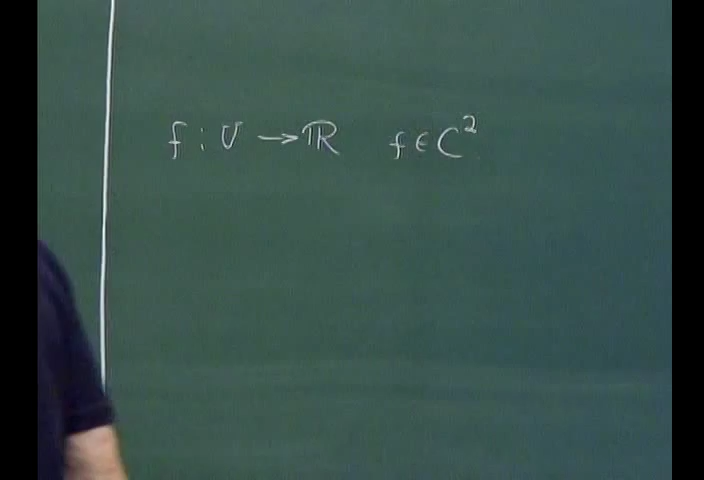 f : U → ℝ f ∈ C²